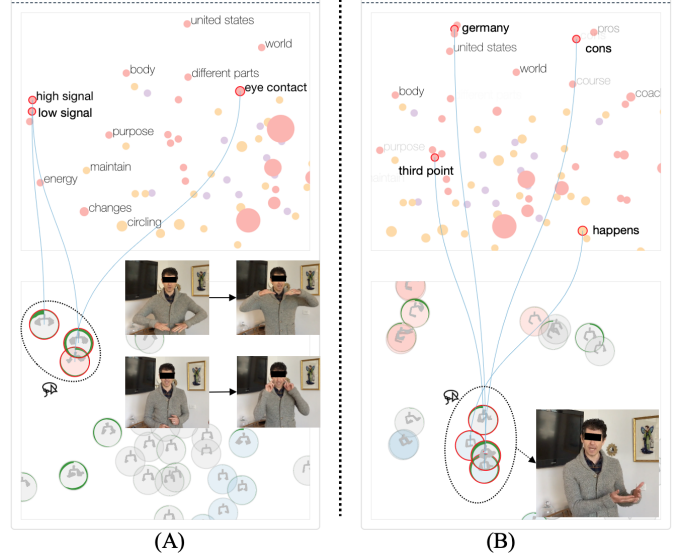 united states
world
body
different parts
high signal
eye contact
low signal
purpose
maintain
energy
changes
circling
(A)
germany
pros
united states
cons
world
course
body
coac
purpose
third point
happens
(B)